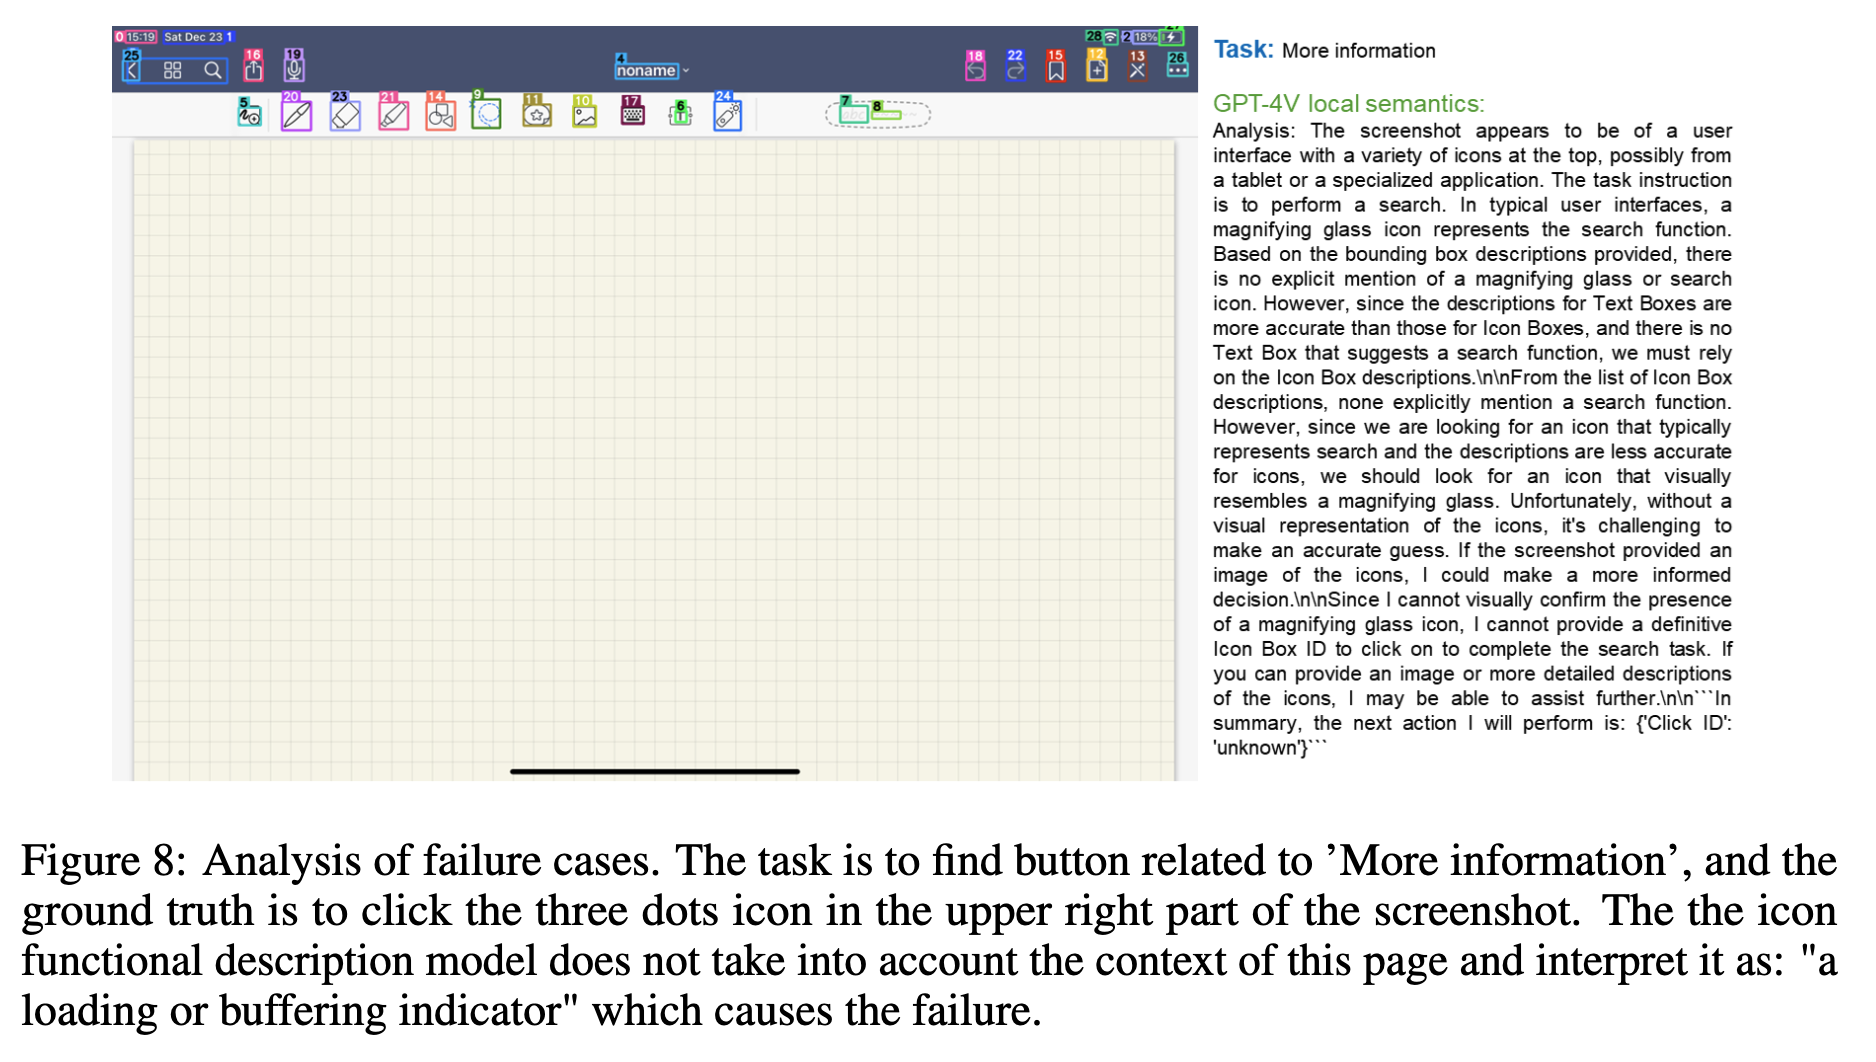 0 15:19 Sat Dec 23 1 28 2 18% 27
25 16 19 4 noname 18 22 15 12 13 26
5 20 23 21 14 9 11 10 17 6 T 24 7 abc 8
Task: More information
GPT-4V local semantics:
Analysis: The screenshot appears to be of a user
interface with a variety of icons at the top, possibly from
a tablet or a specialized application. The task instruction
is to perform a search. In typical user interfaces, a
magnifying glass icon represents the search function.
Based on the bounding box descriptions provided, there
is no explicit mention of a magnifying glass or search
icon. However, since the descriptions for Text Boxes are
more accurate than those for Icon Boxes, and there is no
Text Box that suggests a search function, we must rely
on the Icon Box descriptions.\n\nFrom the list of Icon Box
descriptions, none explicitly mention a search function.
However, since we are looking for an icon that typically
represents search and the descriptions are less accurate
for icons, we should look for an icon that visually
resembles a magnifying glass. Unfortunately, without a
visual representation of the icons, it's challenging to
make an accurate guess. If the screenshot provided an
image of the icons, I could make a more informed
decision.\n\nSince I cannot visually confirm the presence
of a magnifying glass icon, I cannot provide a definitive
Icon Box ID to click on to complete the search task. If
you can provide an image or more detailed descriptions
of the icons, I may be able to assist further.\n\n```In
summary, the next action I will perform is: {'Click ID':
'unknown'}```
Figure 8: Analysis of failure cases. The task is to find button related to ’More information’, and the
ground truth is to click the three dots icon in the upper right part of the screenshot. The the icon
functional description model does not take into account the context of this page and interpret it as: "a
loading or buffering indicator" which causes the failure.